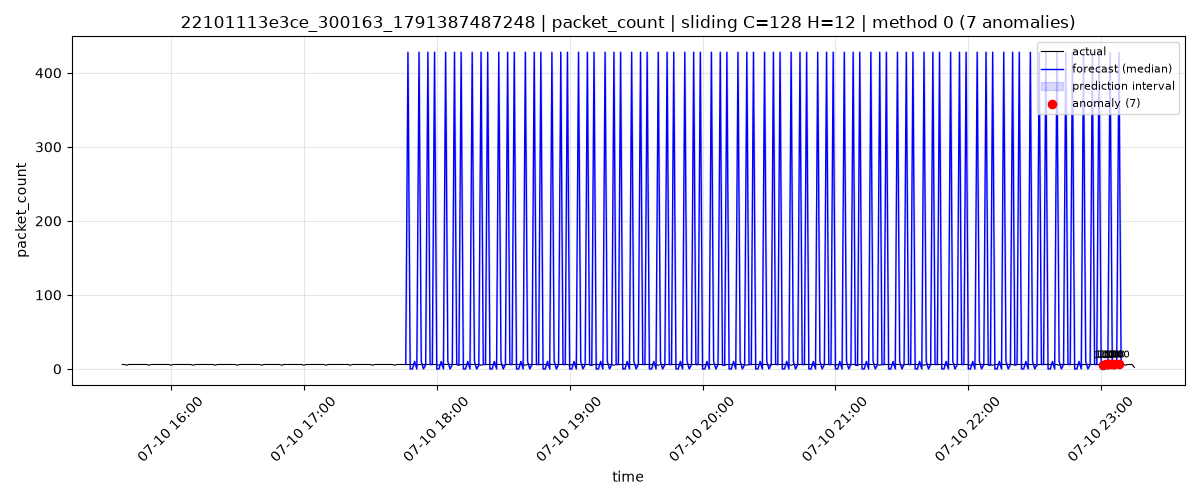 22101113e3ce_300163_1791387487248 | packet_count | sliding C=128 H=12 | method 0 (7 anomalies)
actual
forecast (median)
prediction interval
anomaly (7)
packet_count
400
300
200
100
0
07-10 16:00
07-10 17:00
07-10 18:00
07-10 19:00
07-10 20:00
07-10 21:00
07-10 22:00
07-10 23:00
time